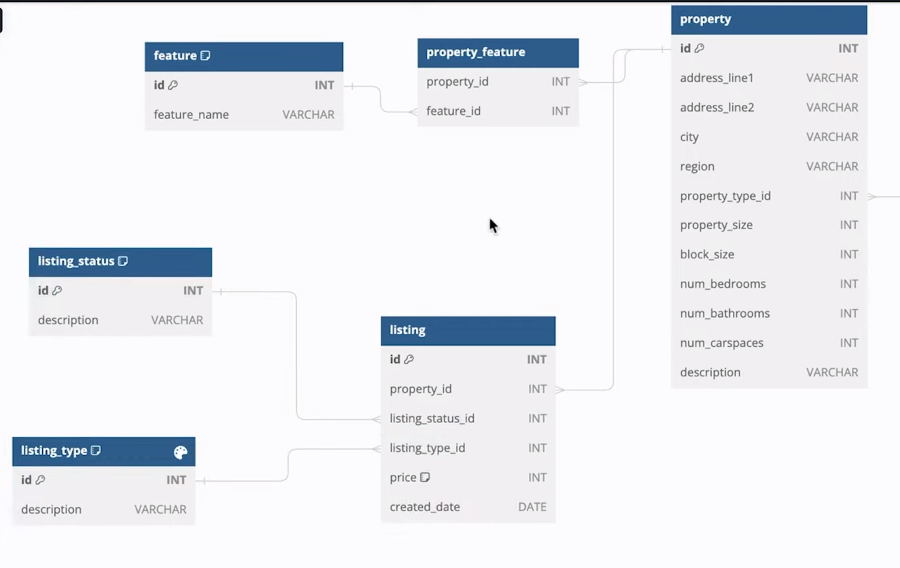 feature
id INT
feature_name VARCHAR
property_feature
property_id INT
feature_id INT
property
id INT
address_line1 VARCHAR
address_line2 VARCHAR
city VARCHAR
region VARCHAR
property_type_id INT
property_size INT
block_size INT
num_bedrooms INT
num_bathrooms INT
num_carspaces INT
description VARCHAR
listing_status
id INT
description VARCHAR
listing
id INT
property_id INT
listing_status_id INT
listing_type_id INT
price INT
created_date DATE
listing_type
id INT
description VARCHAR